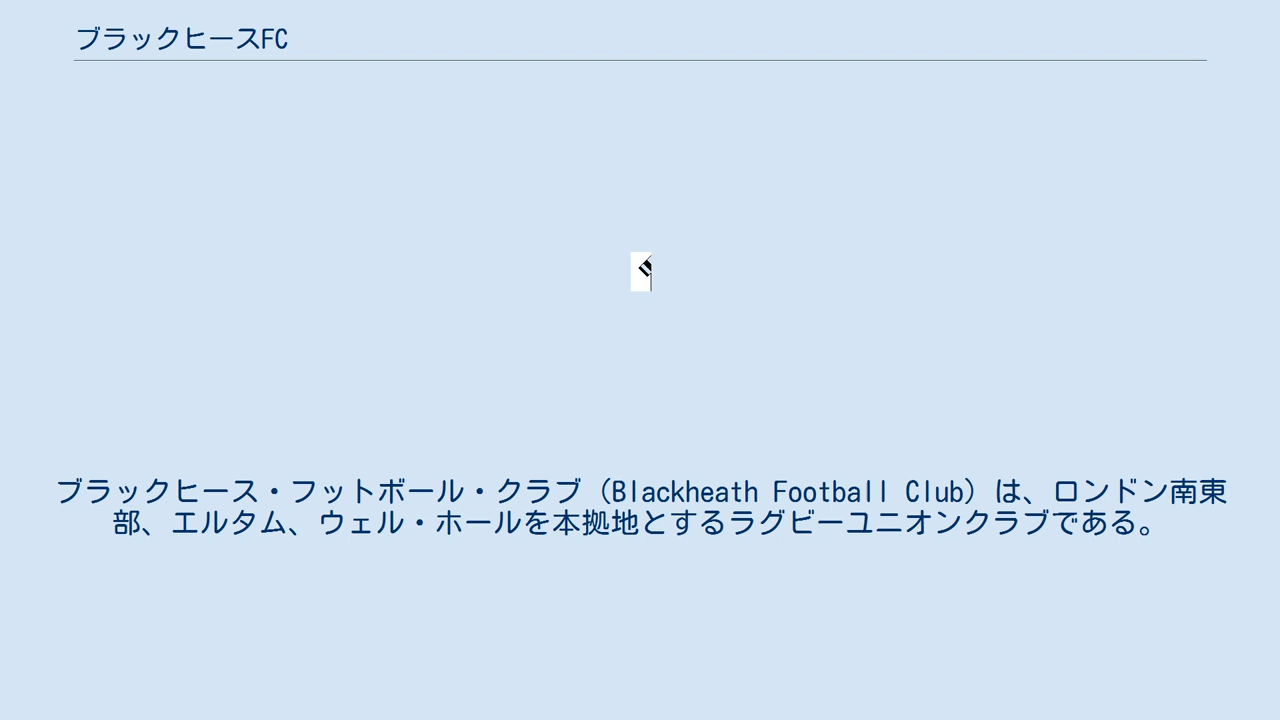 ブラックヒースFC
ブラックヒース・フットボール・クラブ（Blackheath Football Club）は、ロンドン南東
部、エルタム、ウェル・ホールを本拠地とするラグビーユニオンクラブである。